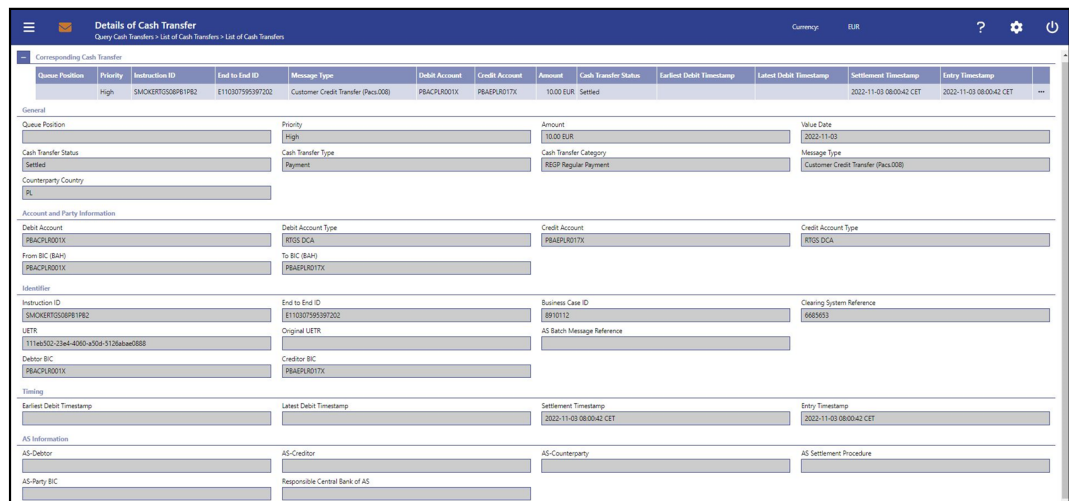 Details of Cash Transfer
Query Cash Transfers > List of Cash Transfers > List of Cash Transfers
Currency: EUR ?
− Corresponding Cash Transfer
Queue Position Priority Instruction ID End to End ID Message Type Debit Account Credit Account Amount Cash Transfer Status Earliest Debit Timestamp Latest Debit Timestamp Settlement Timestamp Entry Timestamp
High SMOKERTGS08PB1PB2 E110307595397202 Customer Credit Transfer (Pacs.008) PBACPLR001X PBAEPLR017X 10.00 EUR Settled 2022-11-03 08:00:42 CET 2022-11-03 08:00:42 CET ...
General
Queue Position Priority Amount Value Date
High 10.00 EUR 2022-11-03
Cash Transfer Status Cash Transfer Type Cash Transfer Category Message Type
Settled Payment REGP Regular Payment Customer Credit Transfer (Pacs.008)
Counterparty Country
PL
Account and Party Information
Debit Account Debit Account Type Credit Account Credit Account Type
PBACPLR001X RTGS DCA PBAEPLR017X RTGS DCA
From BIC (BAH) To BIC (BAH)
PBACPLR001X PBAEPLR017X
Identifier
Instruction ID End to End ID Business Case ID Clearing System Reference
SMOKERTGS08PB1PB2 E110307595397202 8910112 6685653
UETR Original UETR AS Batch Message Reference
111eb502-23e4-4060-a50d-5126abae0888
Debtor BIC Creditor BIC
PBACPLR001X PBAEPLR017X
Timing
Earliest Debit Timestamp Latest Debit Timestamp Settlement Timestamp Entry Timestamp
2022-11-03 08:00:42 CET 2022-11-03 08:00:42 CET
AS Information
AS-Debtor AS-Creditor AS-Counterparty AS Settlement Procedure
AS-Party BIC Responsible Central Bank of AS